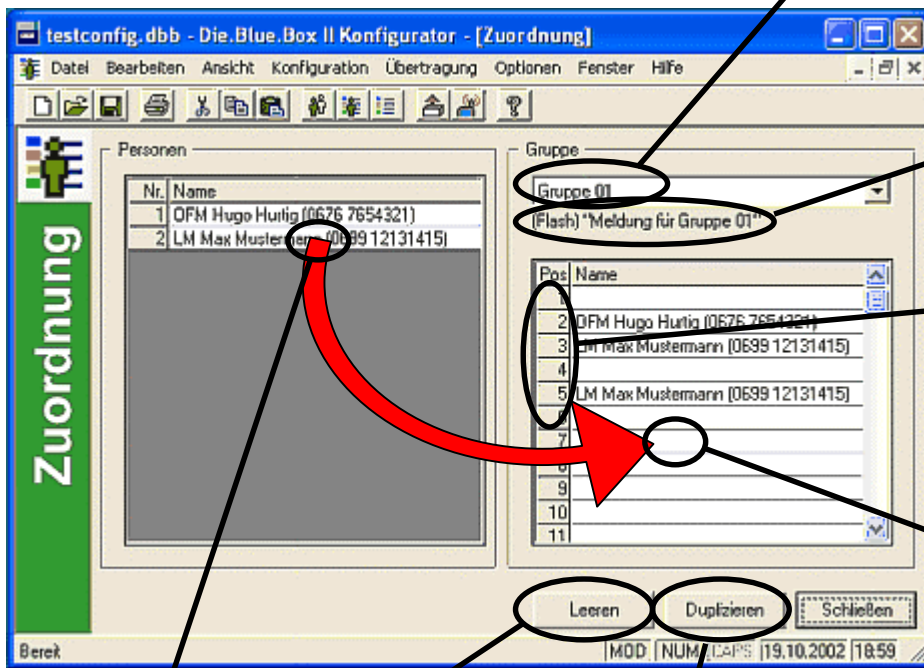 testconfig.dbb - Die.Blue.Box II Konfigurator - [Zuordnung]
Datei Bearbeiten Ansicht Konfiguration Übertragung Optionen Fenster Hilfe
Zuordnung
Personen
Nr. Name
1 OFM Hugo Hurtig (0676 7654321)
2 LM Max Mustermann (0699 12131415)
Gruppe
Gruppe 01
(Flash) "Meldung für Gruppe 01"
Pos Name
1
2 OFM Hugo Hurtig (0676 7654321)
3 LM Max Mustermann (0699 12131415)
4
5 LM Max Mustermann (0699 12131415)
6
7
8
9
10
11
Leeren Duplizieren Schließen
Bereit MOD NUM CAPS 19.10.2002 18:59